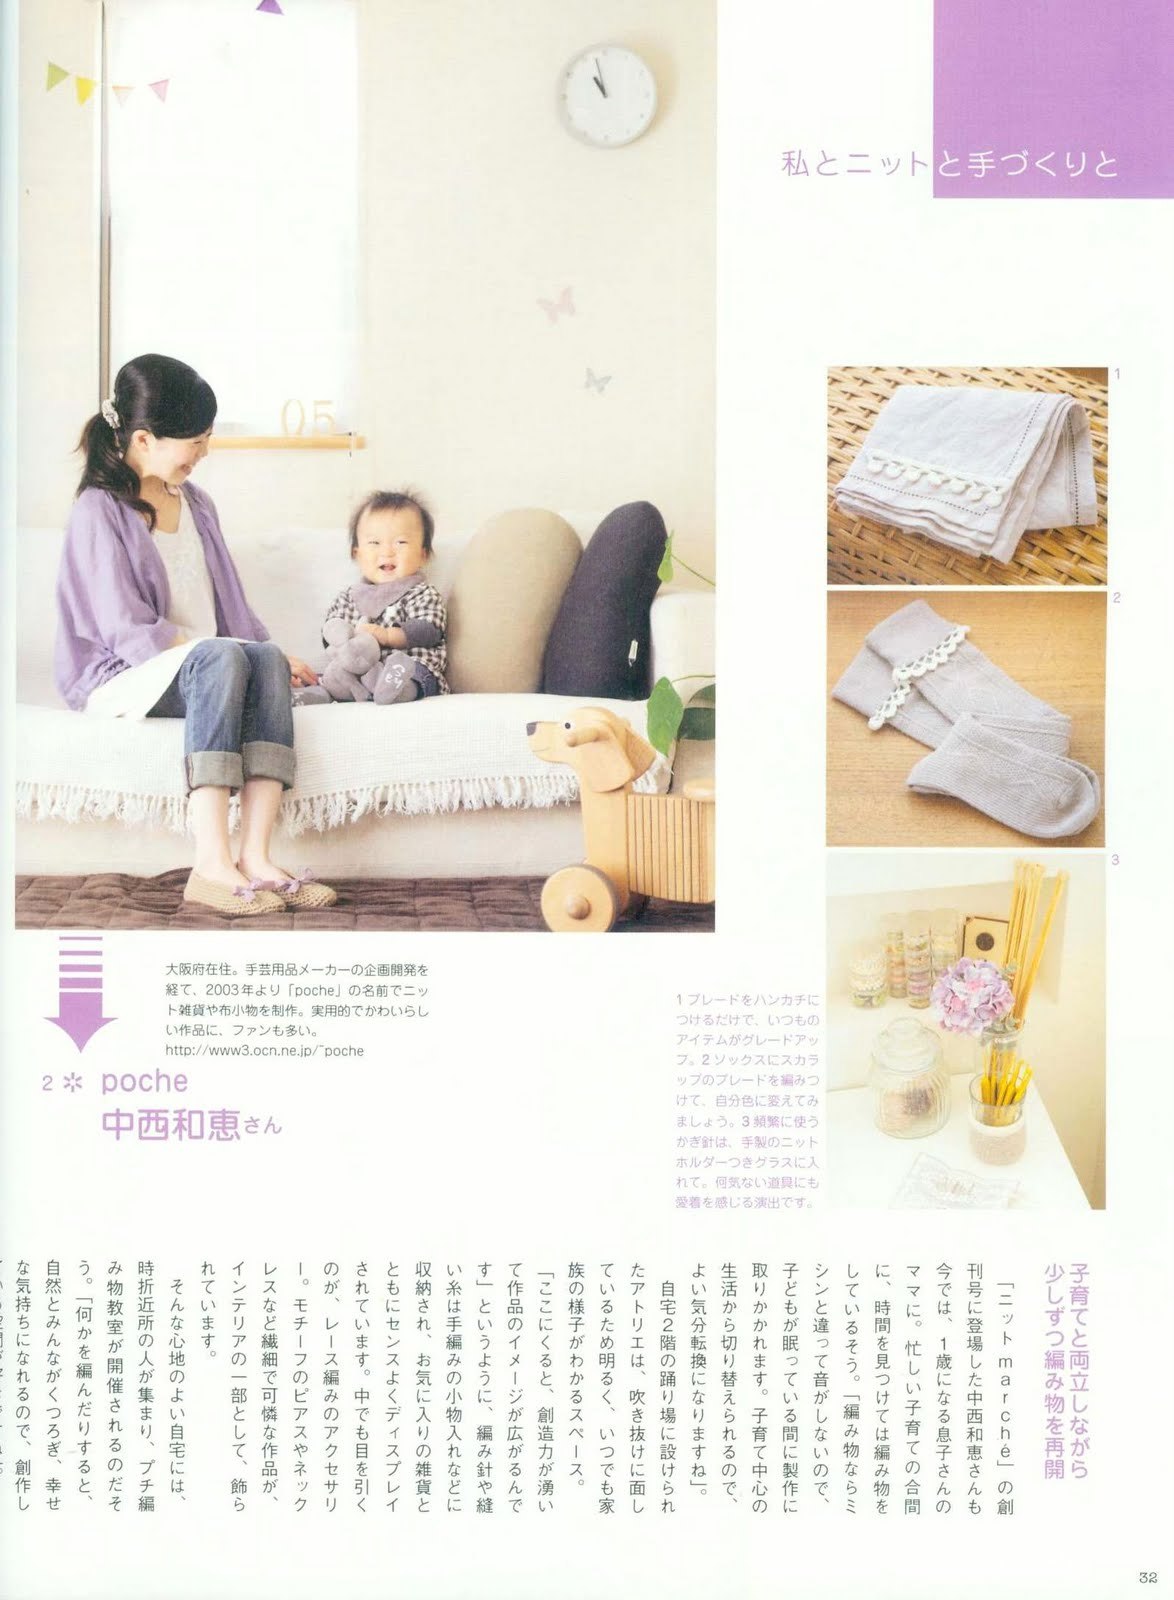 私とニットと手づくりと
05
1
2
3
大阪府在住。手芸用品メーカーの企画開発を
経て、2003年より「poche」の名前でニッ
ト雑貨や布小物を制作。実用的でかわいらし
い作品に、ファンも多い。
http://www3.ocn.ne.jp/~poche
2 ✲ poche
中西和恵さん
1 ブレードをハンカチに
つけるだけで、いつもの
アイテムがグレードアッ
プ。2 ソックスにスカラ
ップのブレードを編みつ
けて、自分色に変えてみ
ましょう。3 頻繁に使う
かぎ針は、手製のニット
ホルダーつきグラスに入
れて。何気ない道具にも
愛着を感じる演出です。
子育てと両立しながら
少しずつ編み物を再開
「ニット marché」の創
刊号に登場した中西和恵さんも
今では、1歳になる息子さんの
ママに。忙しい子育ての合間
に、時間を見つけては編み物を
しているそう。「編み物ならミ
シンと違って音がしないので、
子どもが眠っている間に製作に
取りかかれます。子育て中心の
生活から切り替えられるので、
よい気分転換になりますね」。
自宅2階の踊り場に設けられ
たアトリエは、吹き抜けに面し
ているため明るく、いつでも家
族の様子がわかるスペース。
「ここにくると、創造力が湧い
て作品のイメージが広がるんで
す」というように、編み針や縫
い糸は手編みの小物入れなどに
収納され、お気に入りの雑貨と
ともにセンスよくディスプレイ
されています。中でも目を引く
のが、レース編みのアクセサリ
ー。モチーフのピアスやネック
レスなど繊細で可憐な作品が、
インテリアの一部として、飾ら
れています。
そんな心地のよい自宅には、
時折近所の人が集まり、プチ編
み物教室が開催されるのだそ
う。「何かを編んだりすると、
自然とみんながくつろぎ、幸せ
な気持ちになれるので、創作し
32